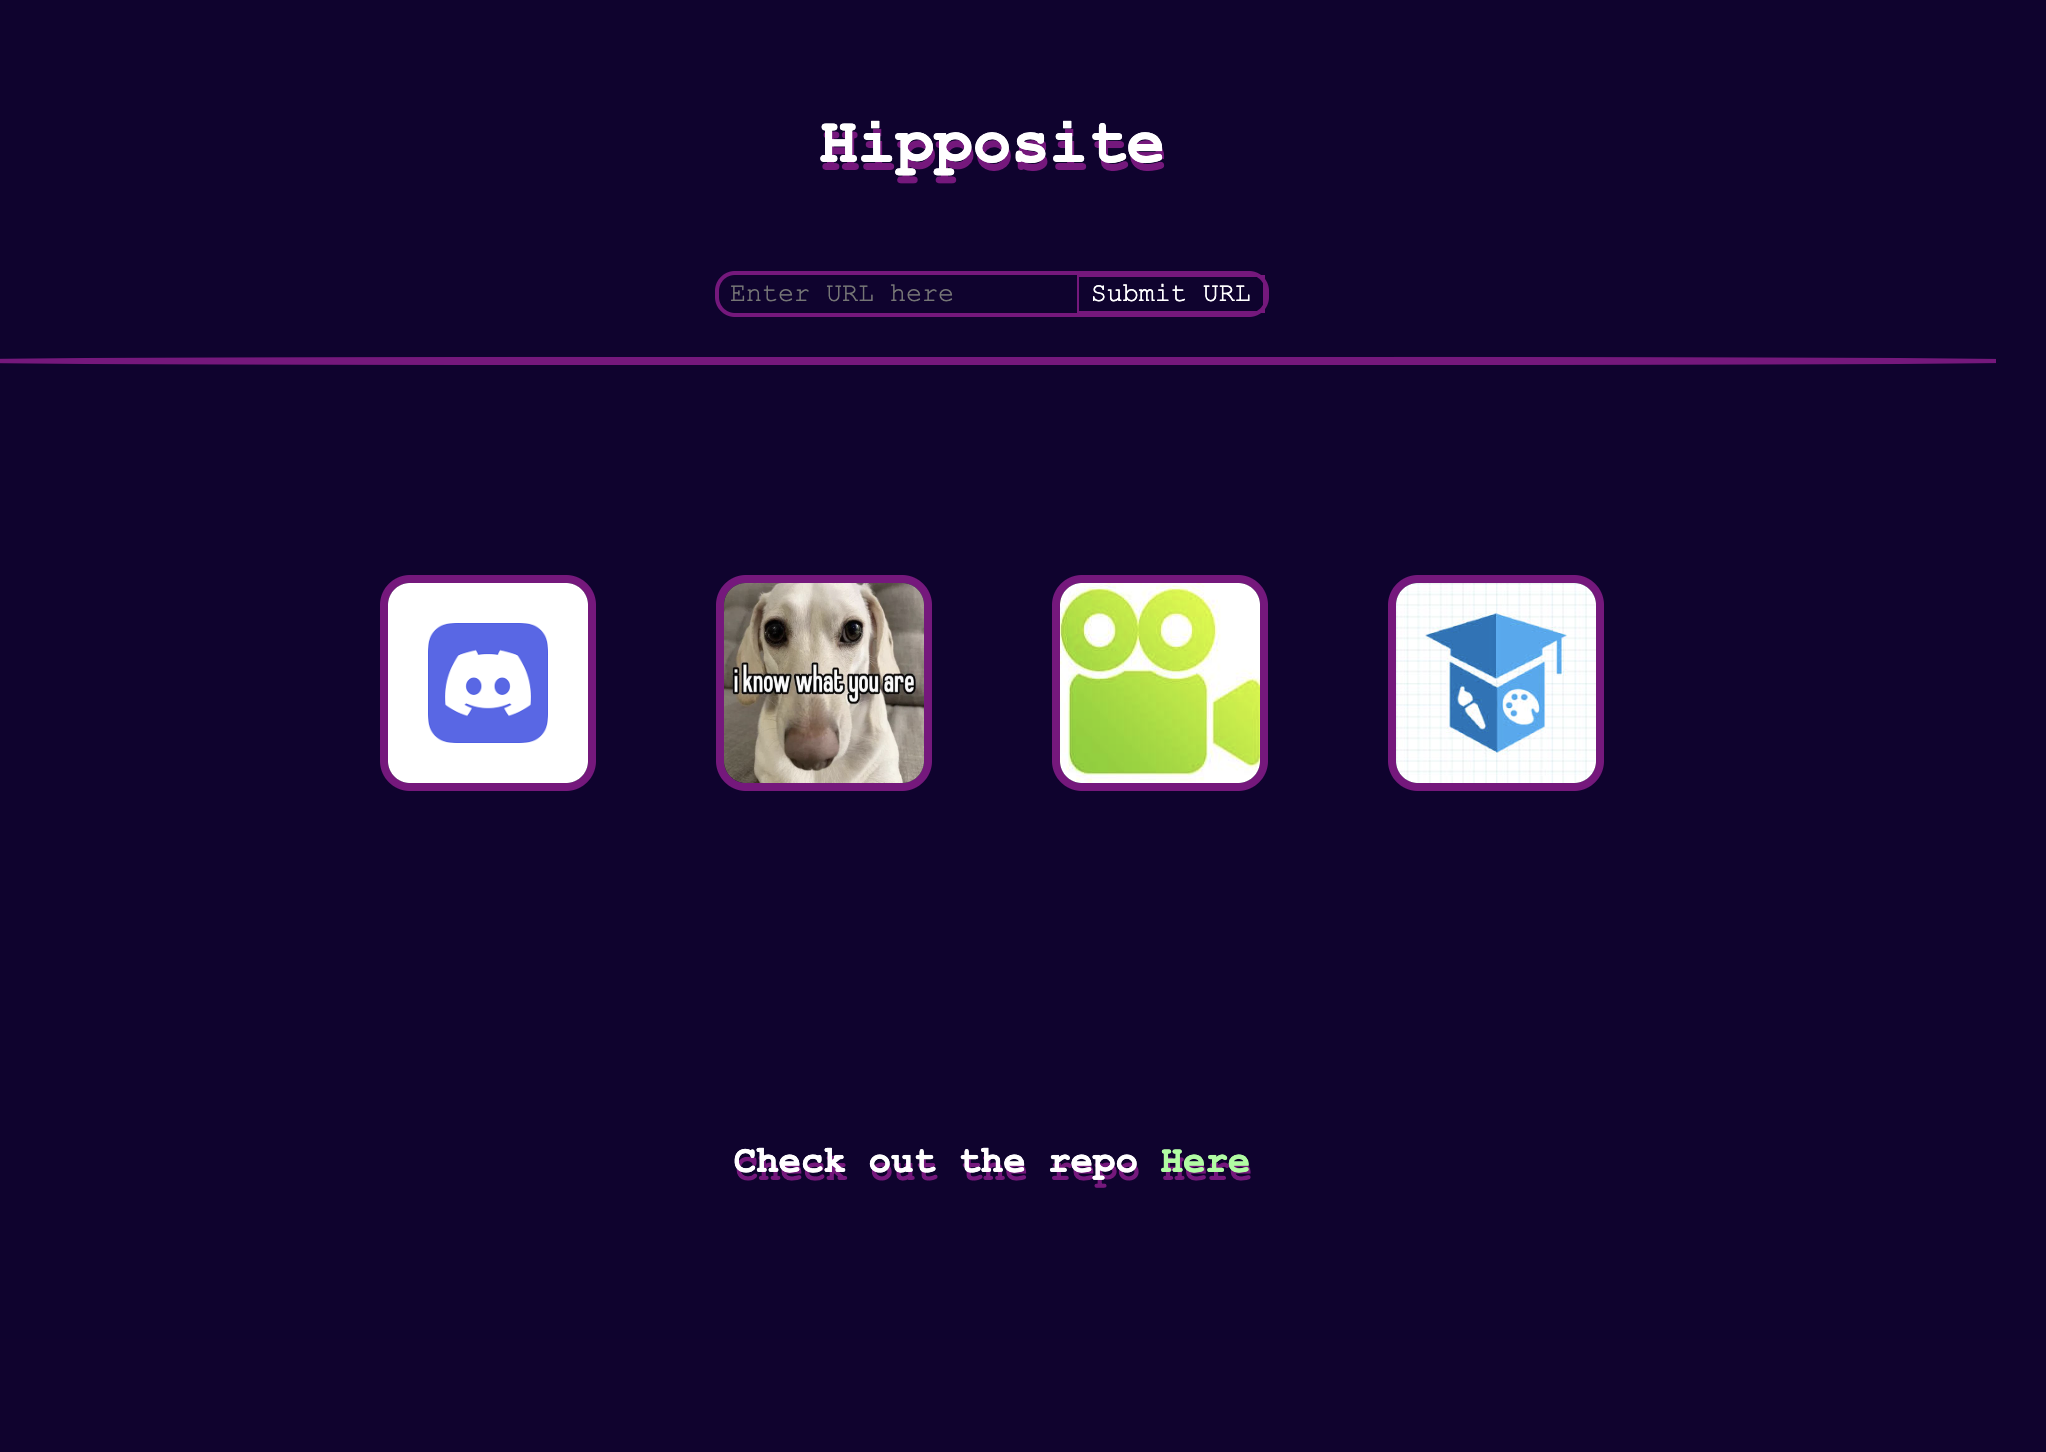 Hipposite
Enter URL here
Submit URL
i know what you are
Check out the repo Here